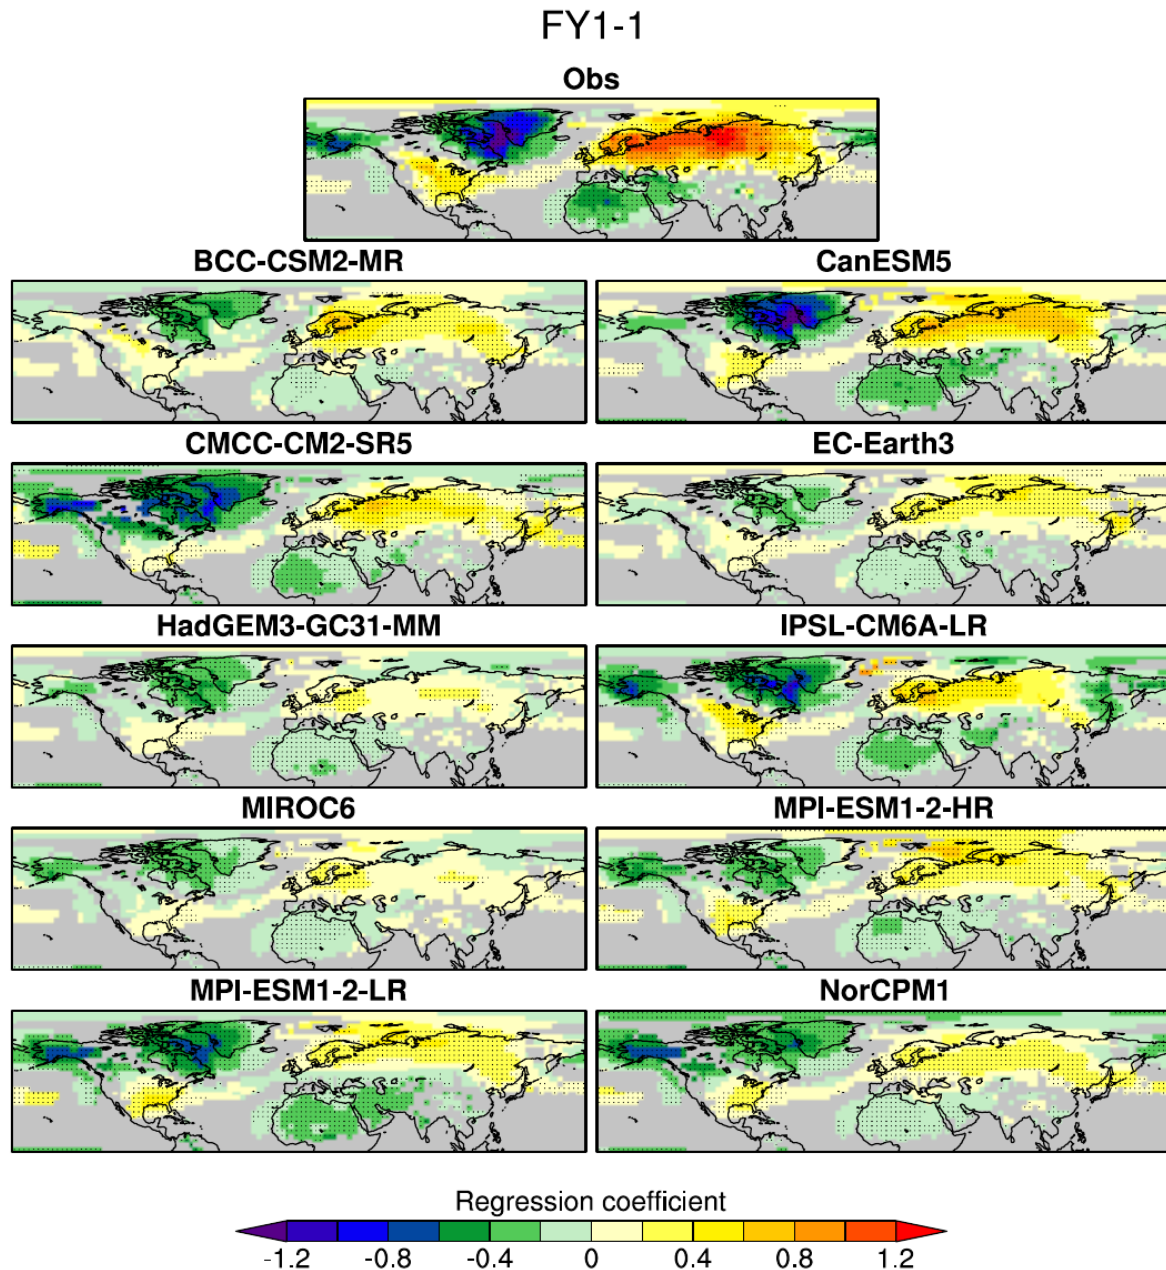 FY1-1
Obs
BCC-CSM2-MR
CanESM5
CMCC-CM2-SR5
EC-Earth3
HadGEM3-GC31-MM
IPSL-CM6A-LR
MIROC6
MPI-ESM1-2-HR
MPI-ESM1-2-LR
NorCPM1
Regression coefficient
-1.2 -0.8 -0.4 0 0.4 0.8 1.2